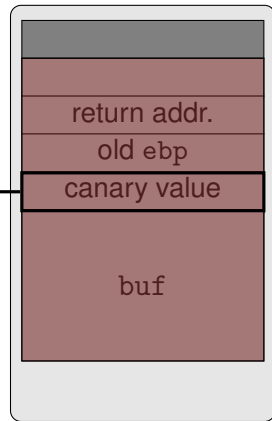 return addr.
old ebp
canary value
buf